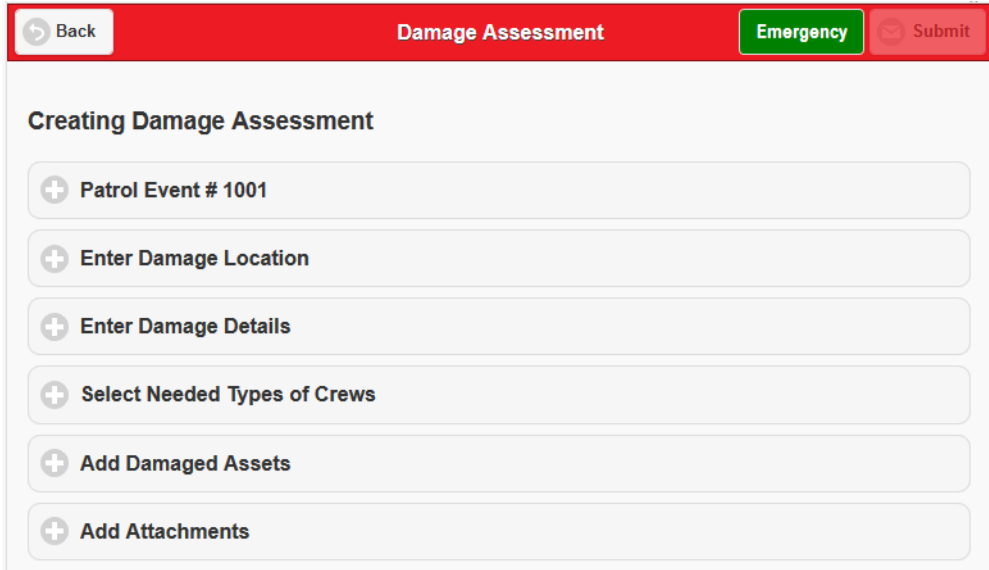 Back
Damage Assessment
Emergency
Submit
Creating Damage Assessment
Patrol Event # 1001
Enter Damage Location
Enter Damage Details
Select Needed Types of Crews
Add Damaged Assets
Add Attachments